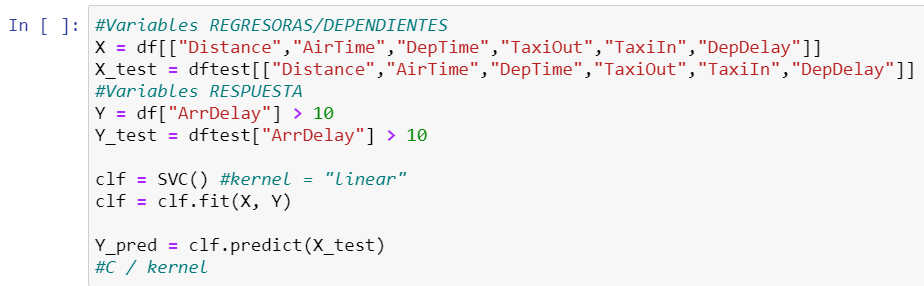 In [ ]: #Variables REGRESORAS/DEPENDIENTES
X = df[["Distance","AirTime","DepTime","TaxiOut","TaxiIn","DepDelay"]]
X_test = dftest[["Distance","AirTime","DepTime","TaxiOut","TaxiIn","DepDelay"]]
#Variables RESPUESTA
Y = df["ArrDelay"] > 10
Y_test = dftest["ArrDelay"] > 10
clf = SVC() #kernel = "linear"
clf = clf.fit(X, Y)
Y_pred = clf.predict(X_test)
#C / kernel